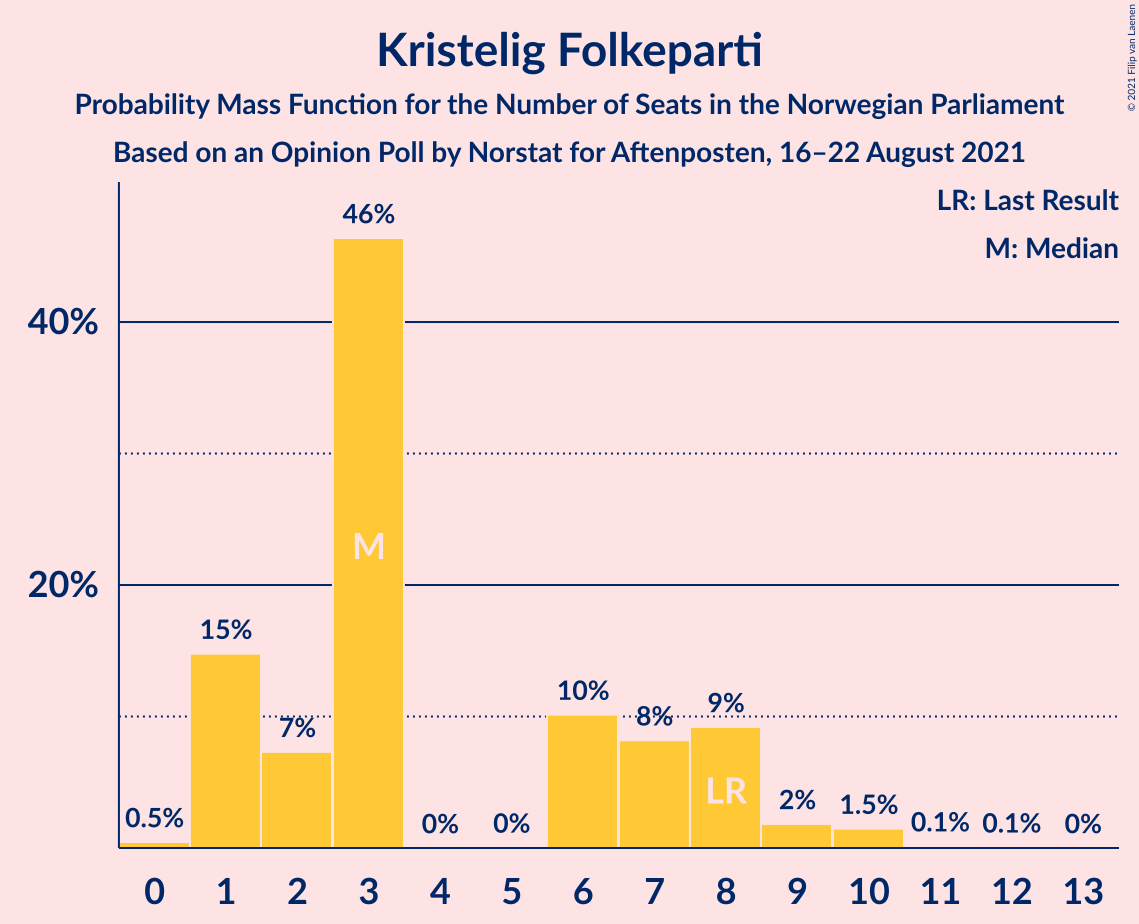 Kristelig Folkeparti
Probability Mass Function for the Number of Seats in the Norwegian Parliament
Based on an Opinion Poll by Norstat for Aftenposten, 16–22 August 2021
© 2021 Filip van Laenen
LR: Last Result
M: Median
46%
40%
M
20%
15%
10%
9%
8%
7%
LR
2%
1.5%
0.5%
0%
0%
0.1%
0.1%
0%
0 1 2 3 4 5 6 7 8 9 10 11 12 13